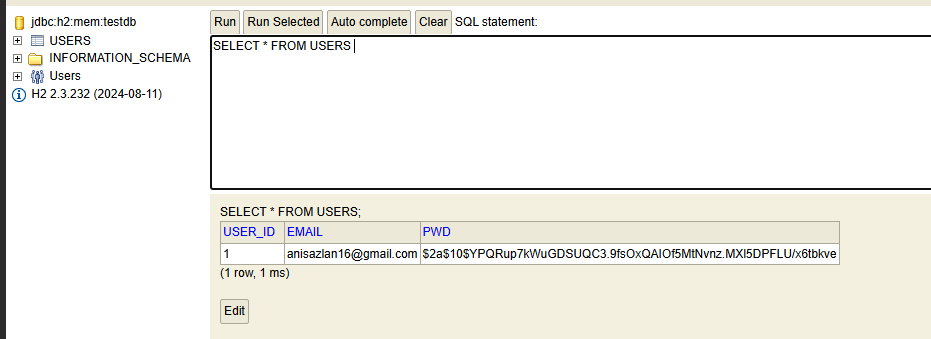 jdbc:h2:mem:testdb
USERS
INFORMATION_SCHEMA
Users
H2 2.3.232 (2024-08-11)
Run Run Selected Auto complete Clear SQL statement:
SELECT * FROM USERS
SELECT * FROM USERS;
USER_ID EMAIL PWD
1 anisazlan16@gmail.com $2a$10$YPQRup7kWuGDSUQC3.9fsOxQAIOf5MtNvnz.MXI5DPFLU/x6tbkve
(1 row, 1 ms)
Edit